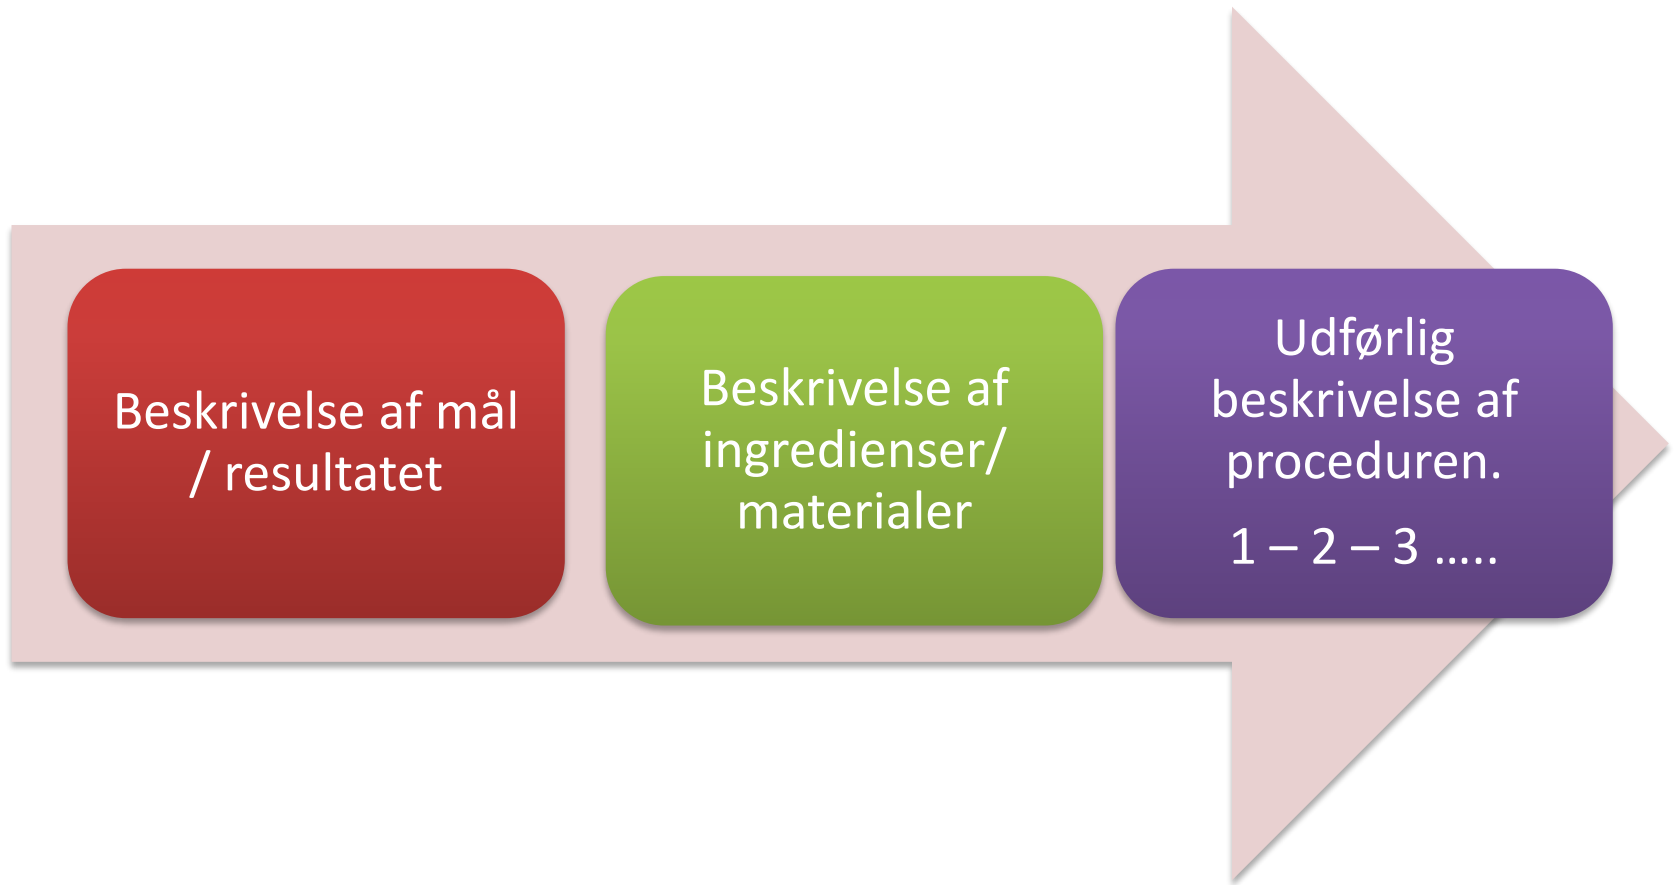 Beskrivelse af mål
/ resultatet
Beskrivelse af
ingredienser/
materialer
Udførlig
beskrivelse af
proceduren.
1 – 2 – 3 …..